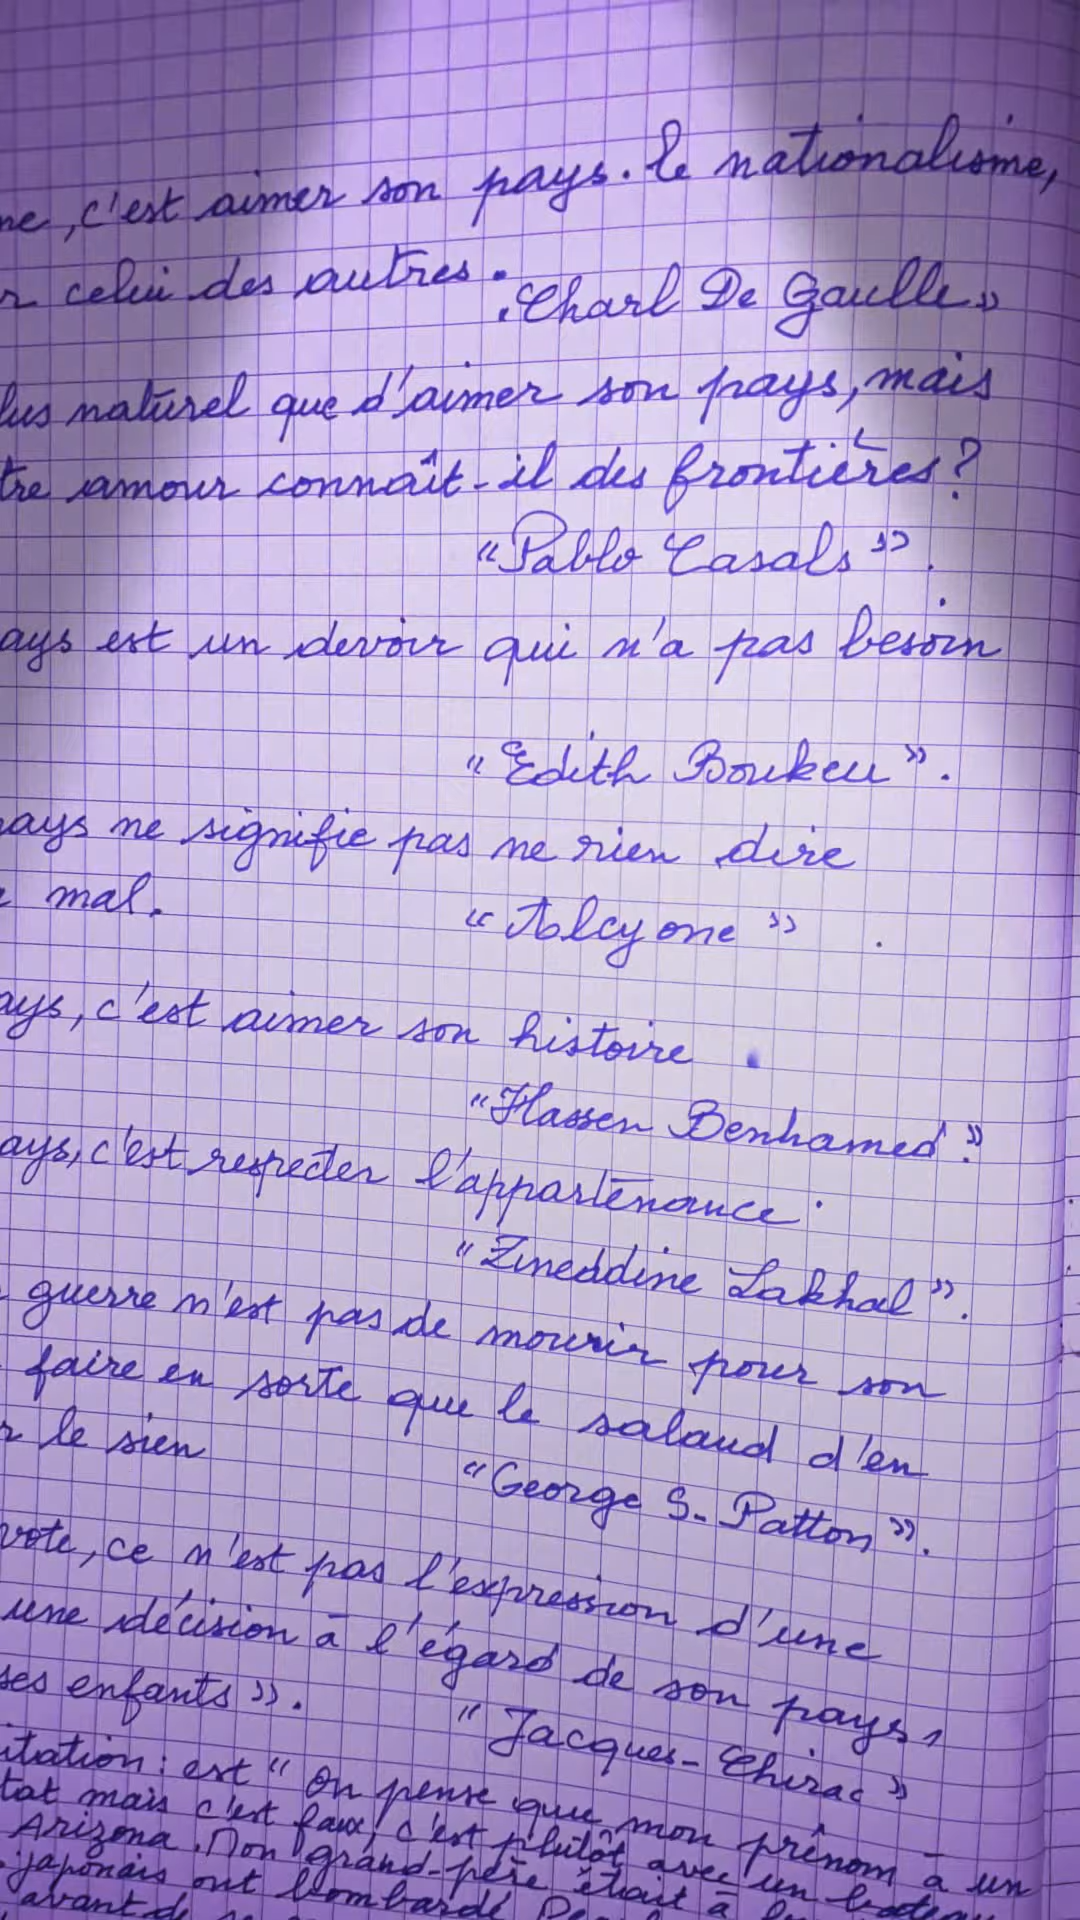 ne, c'est aimer son pays. le nationalisme,
r celui des autres.
"Charl De Gaulle"
lus naturel que d'aimer son pays, mais
tre amour connaît-il des frontières?
"Pablo Casals".
ays est un devoir qui n'a pas besoin
"Edith Boukeu".
ays ne signifie pas ne rien dire
mal.
"Alcyone".
ays, c'est aimer son histoire.
"Hassen Benhamed".
ays, c'est respecter l'appartenance.
"Zineddine Lakhal".
guerre n'est pas de mourir pour son
faire en sorte que le salaud d'en
r le sien
"George S. Patton".
vote, ce n'est pas l'expression d'une
une décision à l'égard de son pays,
ses enfants".
"Jacques-Chirac"
itation: est "On pense que mon prénom à un
tat mais c'est faux, c'est plutôt avec un bateau
Arizona. Mon grand-père était à
japonais ont bombardé
avant de